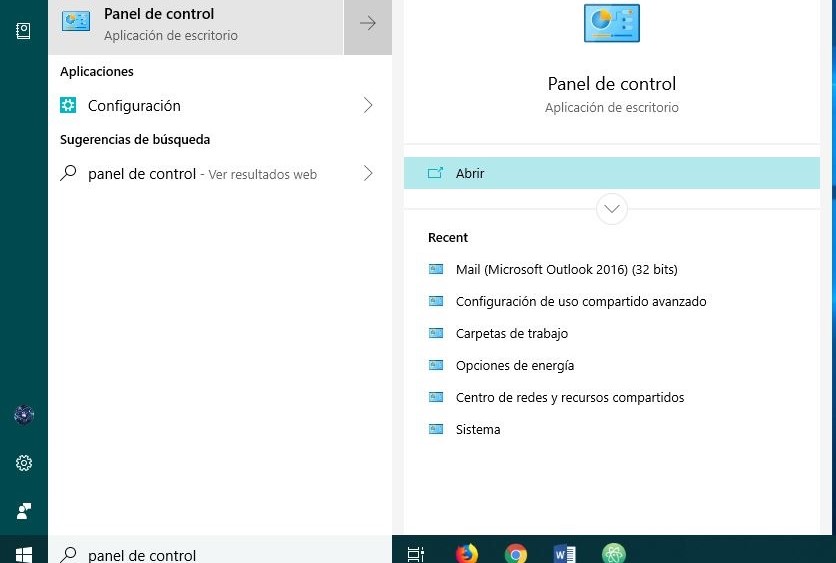 Panel de control
Aplicación de escritorio
Aplicaciones
Configuración
Sugerencias de búsqueda
panel de control - Ver resultados web
panel de control
Panel de control
Aplicación de escritorio
Abrir
Recent
Mail (Microsoft Outlook 2016) (32 bits)
Configuración de uso compartido avanzado
Carpetas de trabajo
Opciones de energía
Centro de redes y recursos compartidos
Sistema